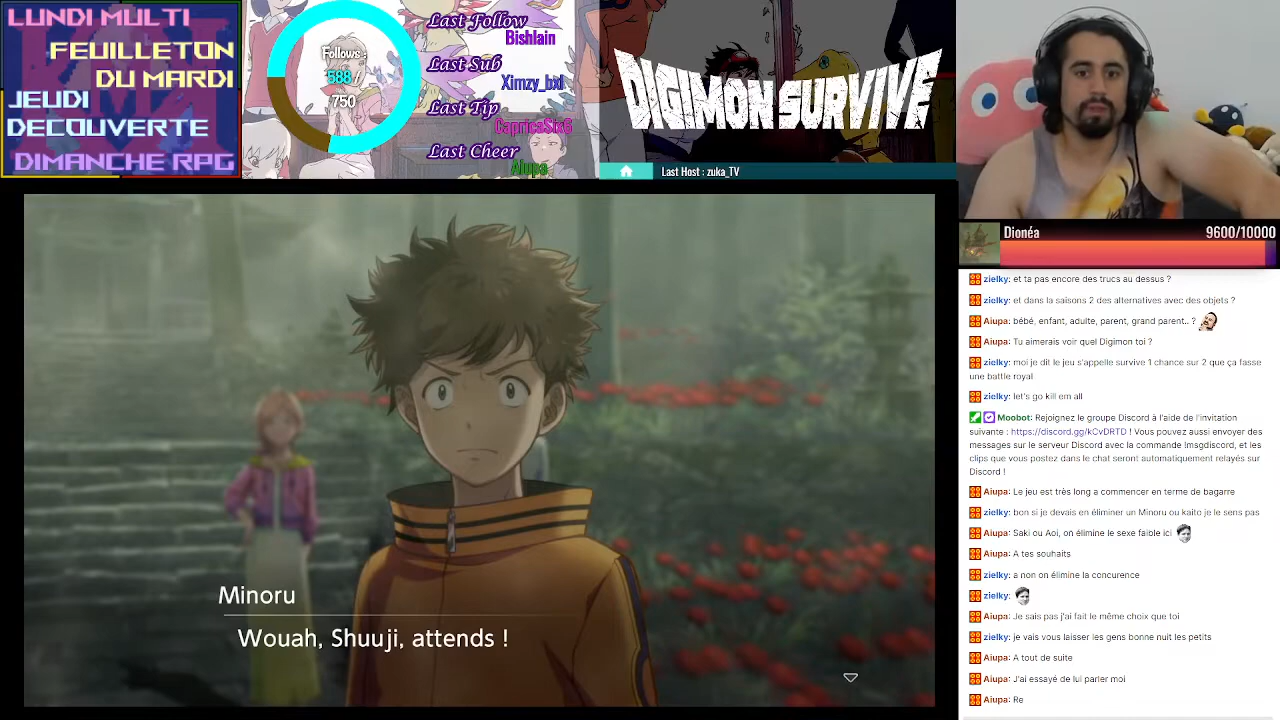 LUNDI MULTI
FEUILLETON
DU MARDI
JEUDI
DECOUVERTE
DIMANCHE RPG
Follows :
588 /
750
Last Follow
Bishlain
Last Sub
Ximzy_bxl
Last Tip
CapricaSix6
Last Cheer
Aiupa
DIGIMON SURVIVE
Last Host : zuka_TV
Dionéa 9600/10000
zielky: et ta pas encore des trucs au dessus ?
zielky: et dans la saisons 2 des alternatives avec des objets ?
Aiupa: bébé, enfant, adulte, parent, grand parent.. ?
Aiupa: Tu aimerais voir quel Digimon toi ?
zielky: moi je dit le jeu s'appelle survive 1 chance sur 2 que ça fasse
une battle royal
zielky: let's go kill em all
Moobot: Rejoignez le groupe Discord à l'aide de l'invitation
suivante : https://discord.gg/kCvDRTD ! Vous pouvez aussi envoyer des
messages sur le serveur Discord avec la commande !msgdiscord, et les
clips que vous postez dans le chat seront automatiquement relayés sur
Discord !
Aiupa: Le jeu est très long a commencer en terme de bagarre
zielky: bon si je devais en éliminer un Minoru ou kaito je le sens pas
Aiupa: Saki ou Aoi, on élimine le sexe faible ici
Aiupa: A tes souhaits
zielky: a non on élimine la concurence
zielky:
Aiupa: Je sais pas j'ai fait le même choix que toi
zielky: je vais vous laisser les gens bonne nuit les petits
Aiupa: A tout de suite
Aiupa: J'ai essayé de lui parler moi
Aiupa: Re
Minoru
Wouah, Shuuji, attends !